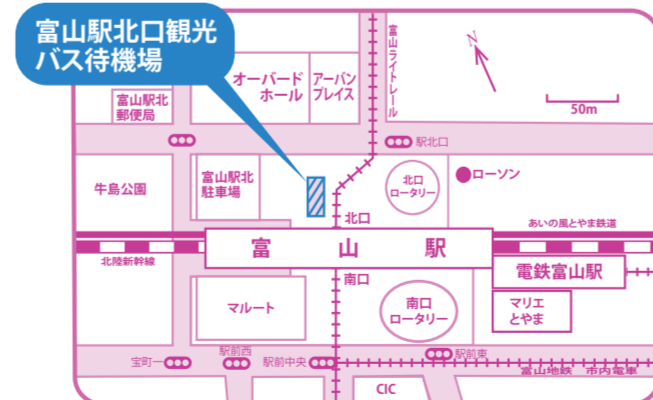 富山駅北口観光
バス待機場
オーバード
ホール
アーバン
プレイス
富山ライトレール
N
50m
富山駅北
郵便局
駅北口
牛島公園
富山駅北
駐車場
北口
ロータリー
ローソン
北口
あいの風とやま鉄道
富山駅
北陸新幹線
電鉄富山駅
南口
マルート
南口
ロータリー
マリエ
とやま
宝町一
駅前西
駅前中央
駅前東
富山地鉄 市内電車
CIC